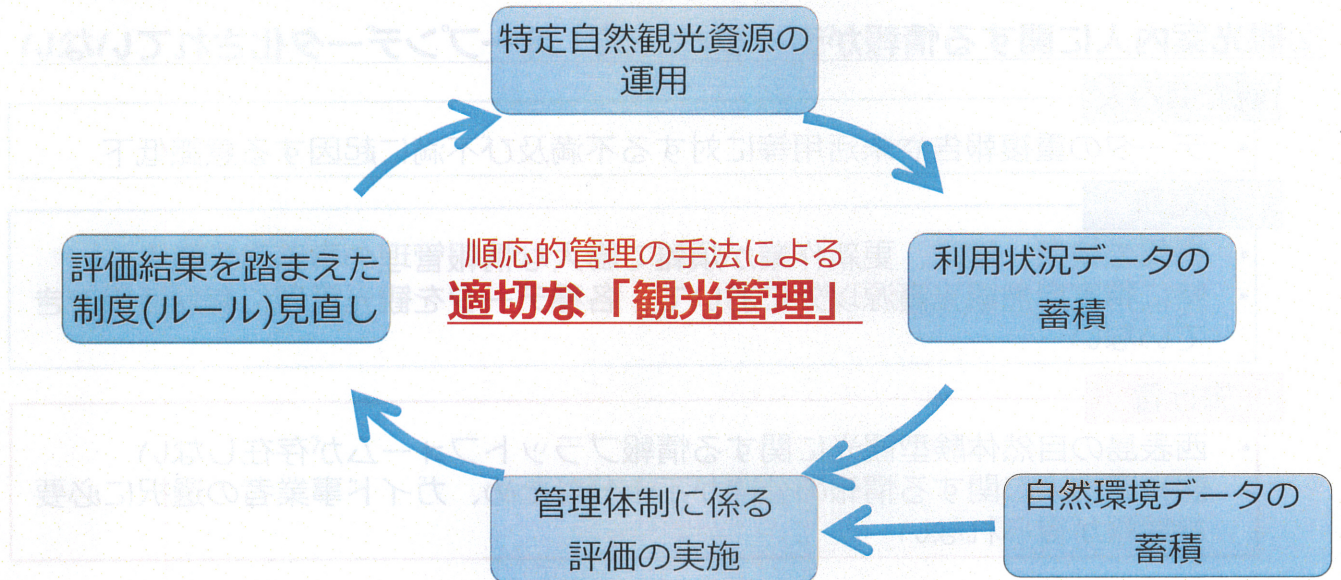 特定自然観光資源の
運用
順応的管理の手法による
適切な「観光管理」
評価結果を踏まえた
制度(ルール)見直し
利用状況データの
蓄積
管理体制に係る
評価の実施
自然環境データの
蓄積